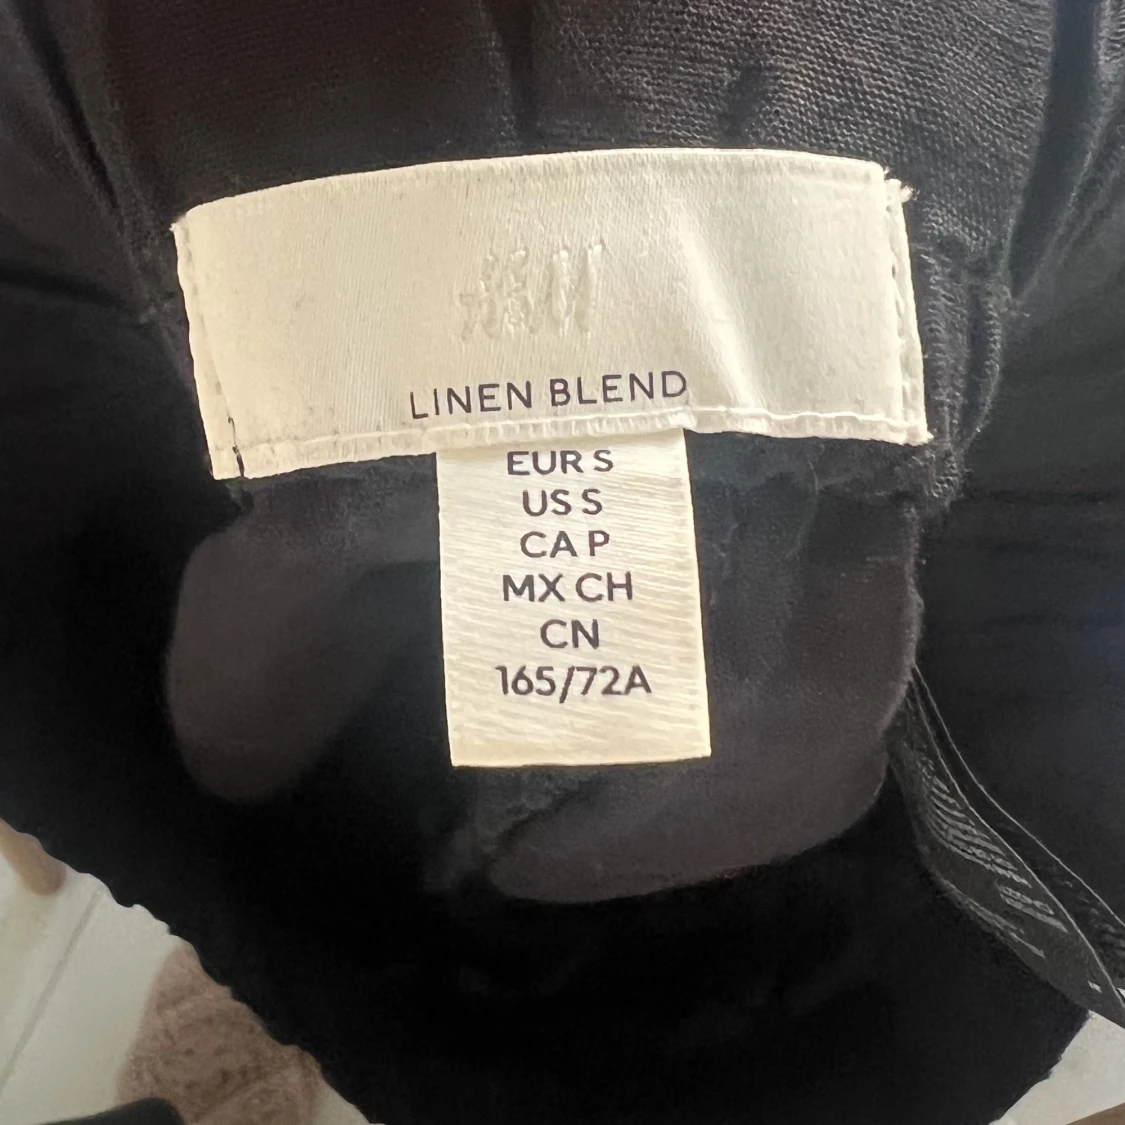 H&M
LINEN BLEND
EUR S
US S
CA P
MX CH
CN
165/72A